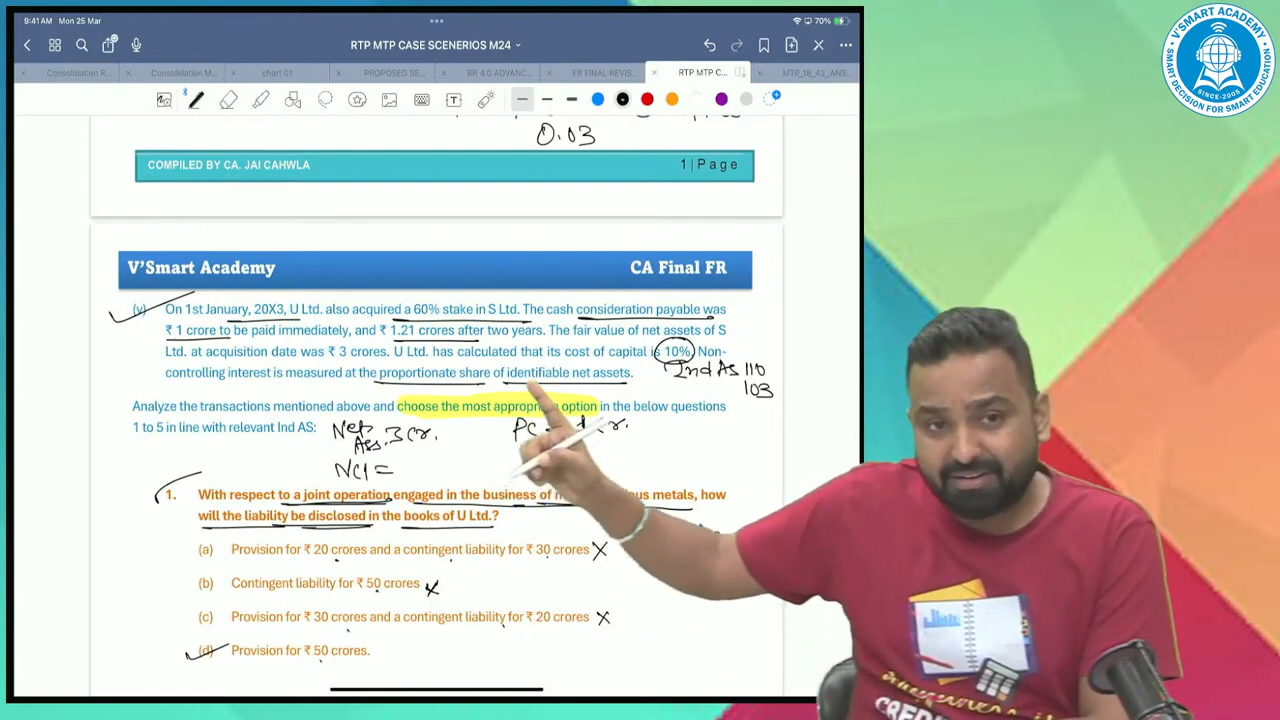 9:41 AM Mon 25 Mar
70%
RTP MTP CASE SCENERIOS M24
Consolidation R...
Consolidation M...
chart 01
PROPOSED SE...
BR 4.0 ADVANC...
FR FINAL REVIS...
RTP MTP C...
MTP_18_42_ANS...
0.03
COMPILED BY CA. JAI CAHWLA
1 | Page
V'Smart Academy
CA Final FR
(v) On 1st January, 20X3, U Ltd. also acquired a 60% stake in S Ltd. The cash consideration payable was
₹ 1 crore to be paid immediately, and ₹ 1.21 crores after two years. The fair value of net assets of S
Ltd. at acquisition date was ₹ 3 crores. U Ltd. has calculated that its cost of capital is 10%. Non-
controlling interest is measured at the proportionate share of identifiable net assets.
Ind AS 110
103
Analyze the transactions mentioned above and choose the most appropriate option in the below questions
1 to 5 in line with relevant Ind AS:
Net
Ass. 3 Cr.
PC
NCI =
1. With respect to a joint operation engaged in the business of us metals, how
will the liability be disclosed in the books of U Ltd.?
(a) Provision for ₹ 20 crores and a contingent liability for ₹ 30 crores X
(b) Contingent liability for ₹ 50 crores X
(c) Provision for ₹ 30 crores and a contingent liability for ₹ 20 crores X
(d) Provision for ₹ 50 crores.
V'SMART ACADEMY
SINCE-2008
SMART DECISION FOR SMART EDUCATION